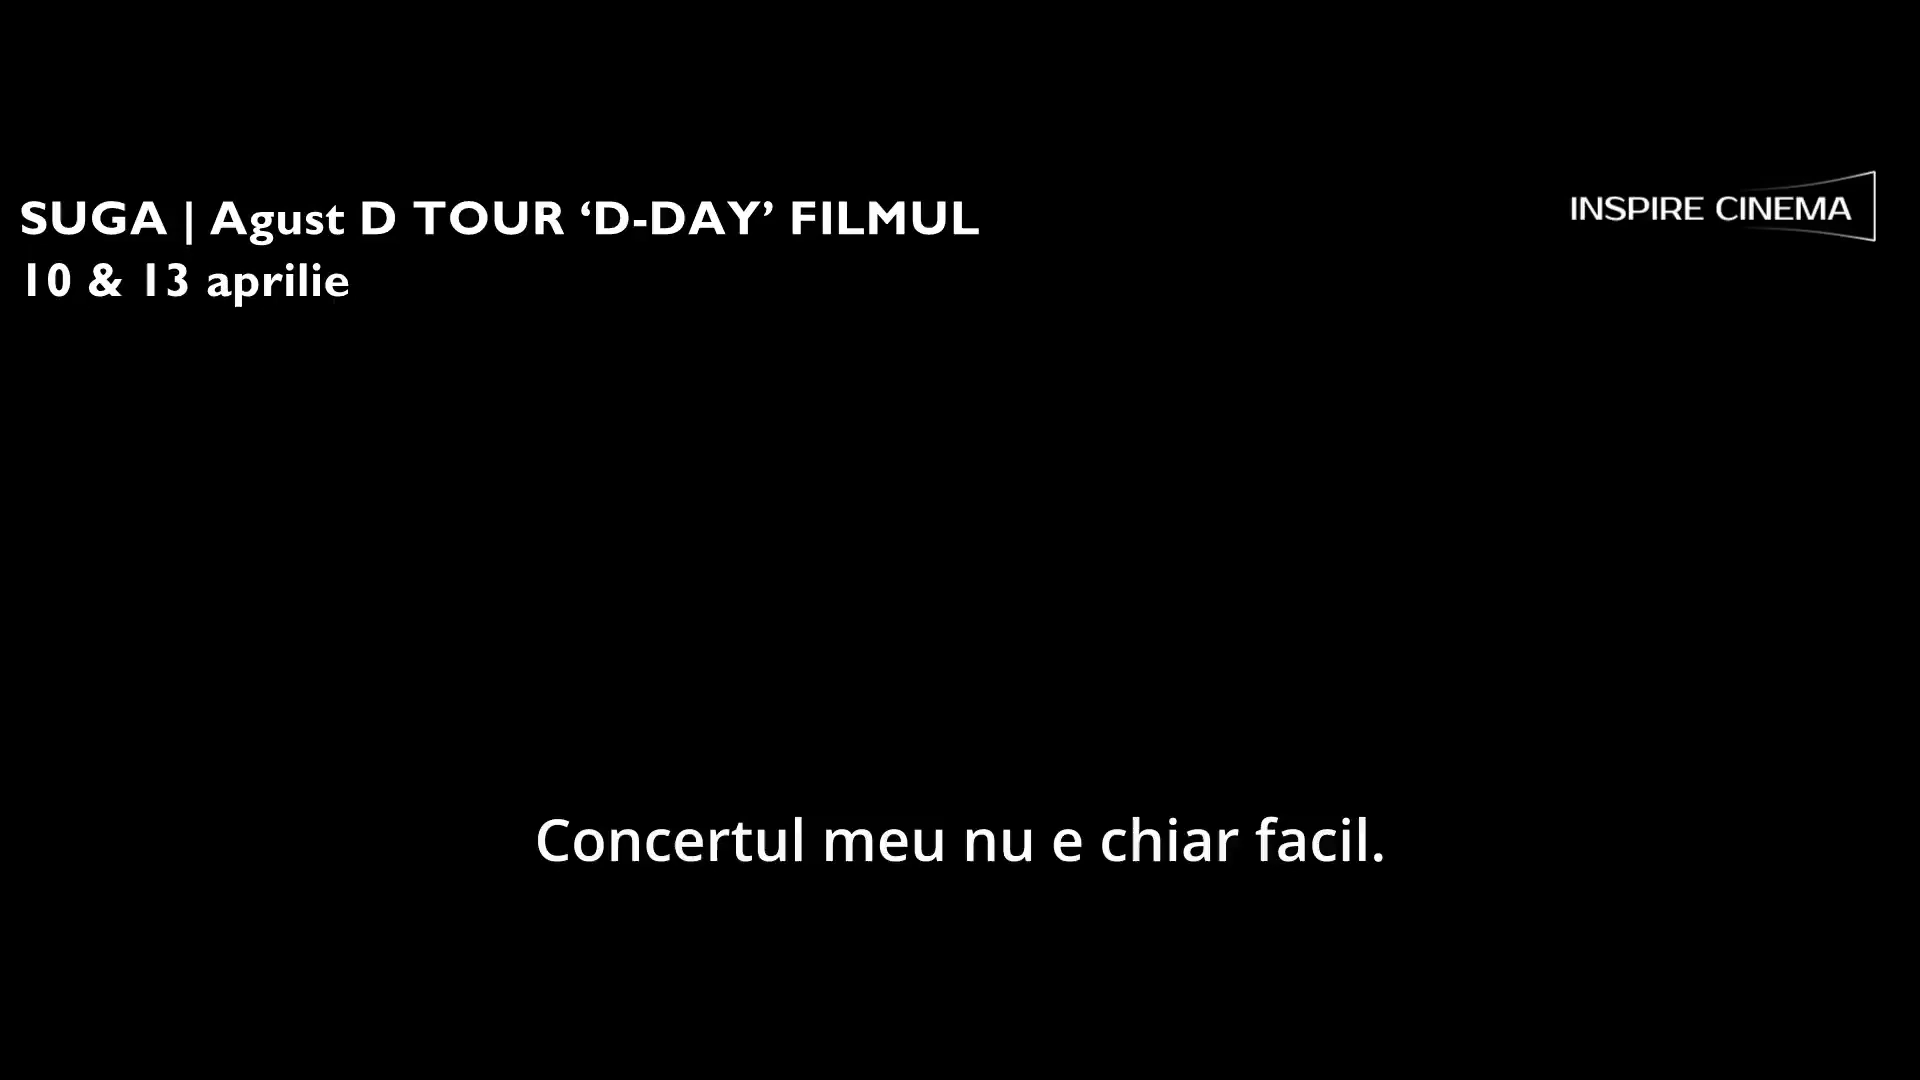 SUGA | Agust D TOUR ‘D-DAY’ FILMUL
10 & 13 aprilie
INSPIRE CINEMA
Concertul meu nu e chiar facil.